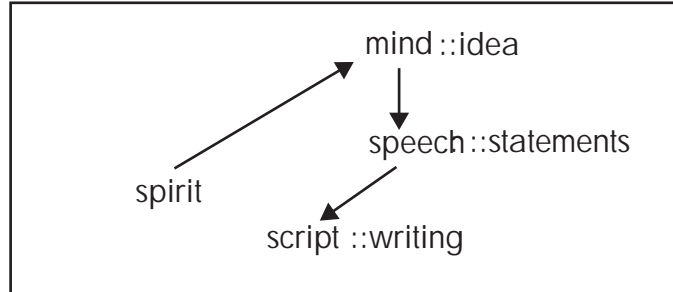 mind ::idea
speech ::statements
spirit
script ::writing